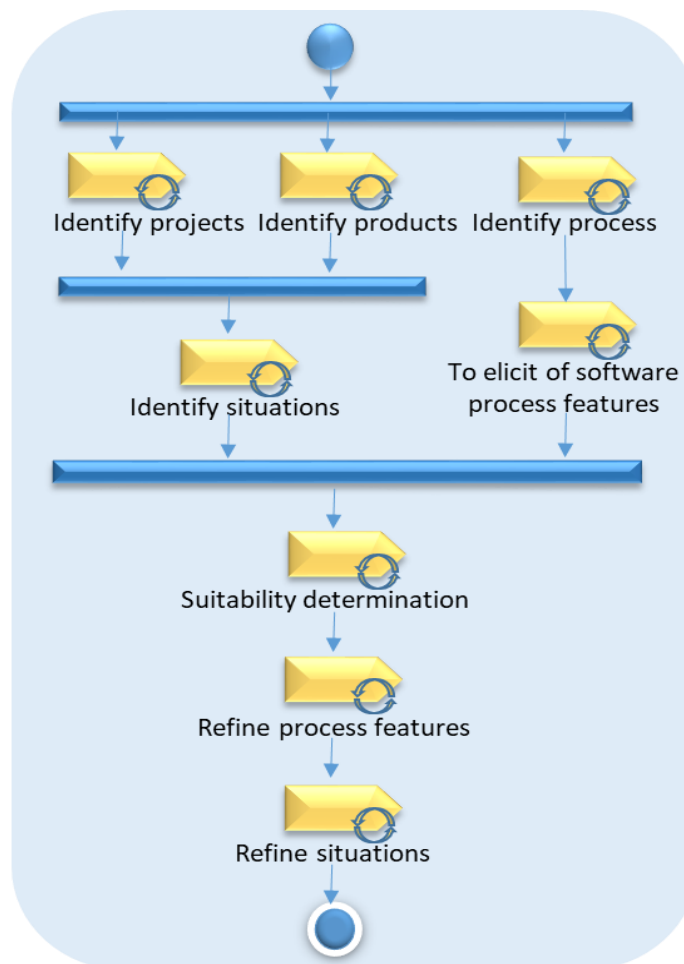 Identify projects
Identify products
Identify process
Identify situations
To elicit of software
process features
Suitability determination
Refine process features
Refine situations